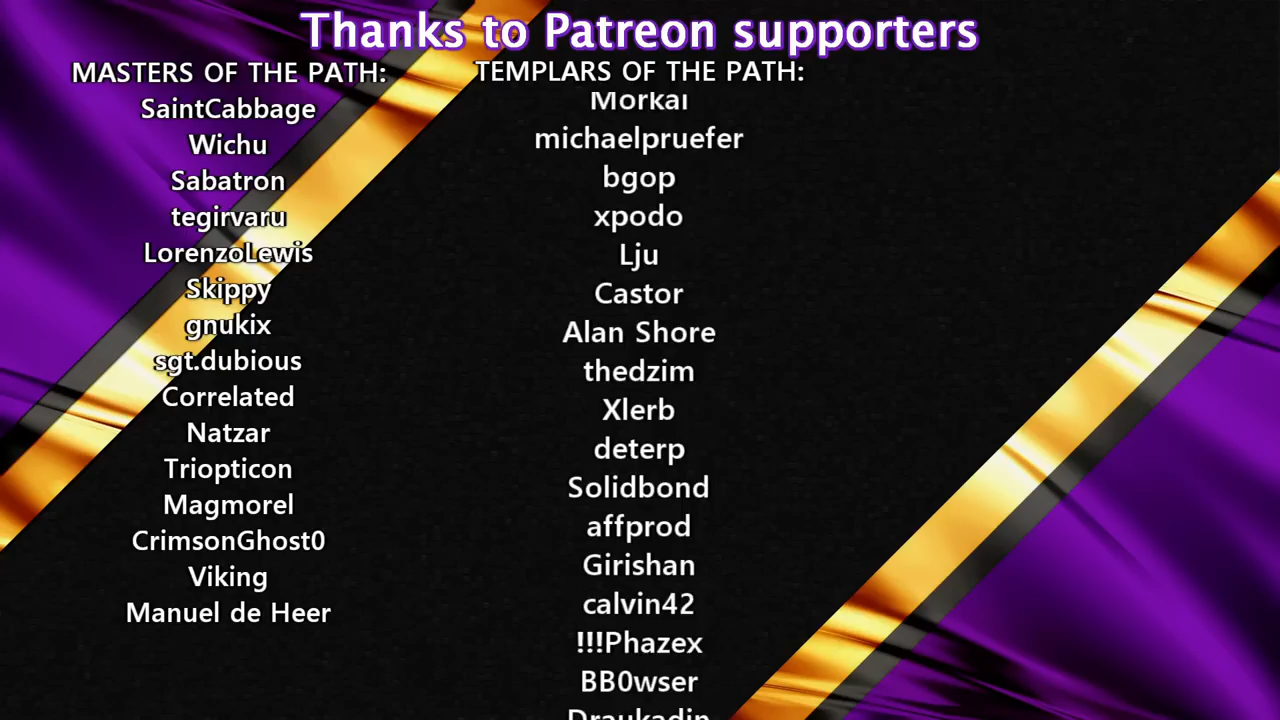 Thanks to Patreon supporters
MASTERS OF THE PATH:
SaintCabbage
Wichu
Sabatron
tegirvaru
LorenzoLewis
Skippy
gnukix
sgt.dubious
Correlated
Natzar
Triopticon
Magmorel
CrimsonGhost0
Viking
Manuel de Heer
TEMPLARS OF THE PATH:
Morkai
michaelpruefer
bgop
xpodo
Lju
Castor
Alan Shore
thedzim
Xlerb
deterp
Solidbond
affprod
Girishan
calvin42
!!!Phazex
BB0wser